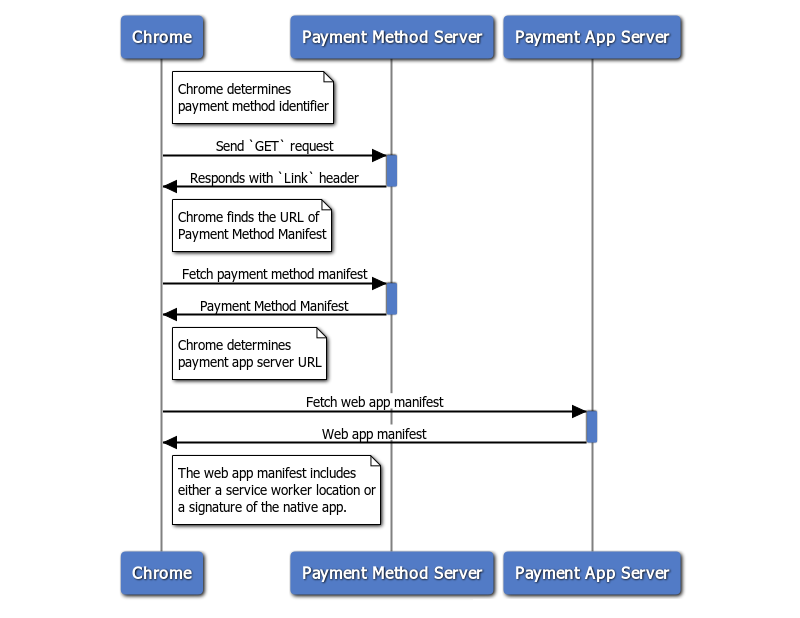 Chrome
Payment Method Server
Payment App Server
Chrome determines
payment method identifier
Send `GET` request
Responds with `Link` header
Chrome finds the URL of
Payment Method Manifest
Fetch payment method manifest
Payment Method Manifest
Chrome determines
payment app server URL
Fetch web app manifest
Web app manifest
The web app manifest includes
either a service worker location or
a signature of the native app.
Chrome
Payment Method Server
Payment App Server